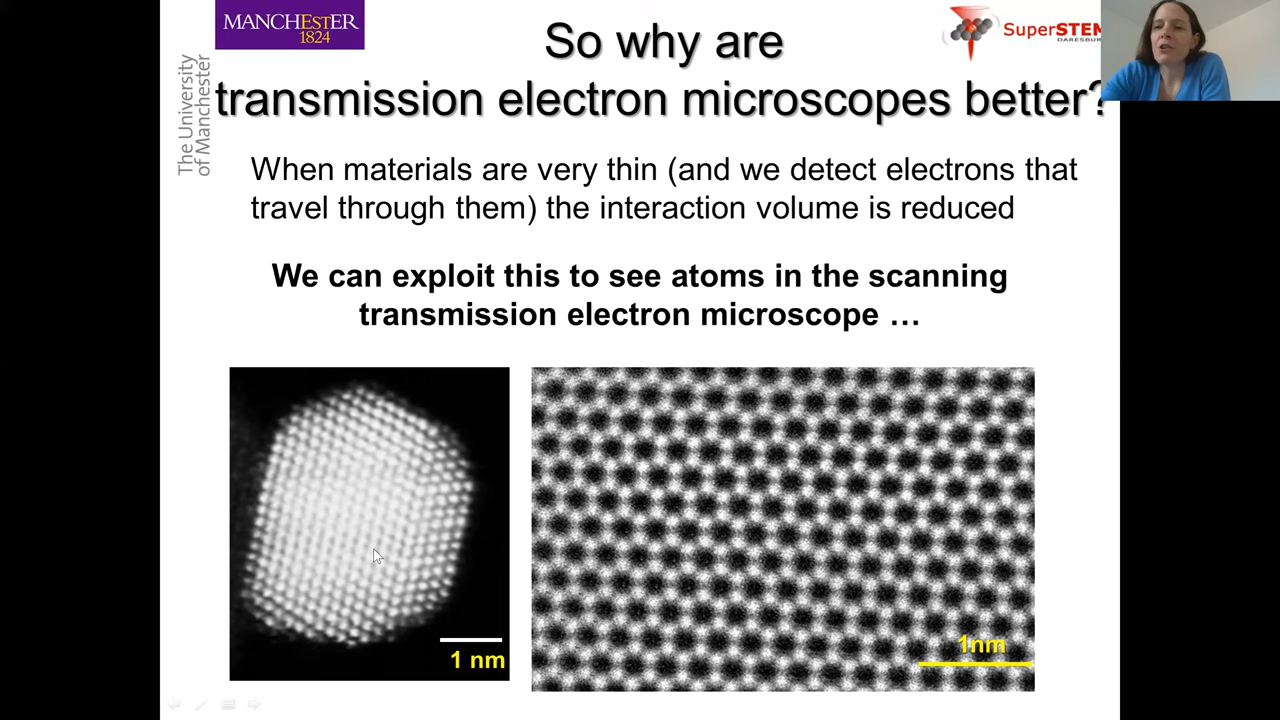 MANCHESTER
1824
The University
of Manchester
So why are
transmission electron microscopes better?
SuperSTEM
DARESBURY
When materials are very thin (and we detect electrons that
travel through them) the interaction volume is reduced
We can exploit this to see atoms in the scanning
transmission electron microscope …
1 nm
1nm